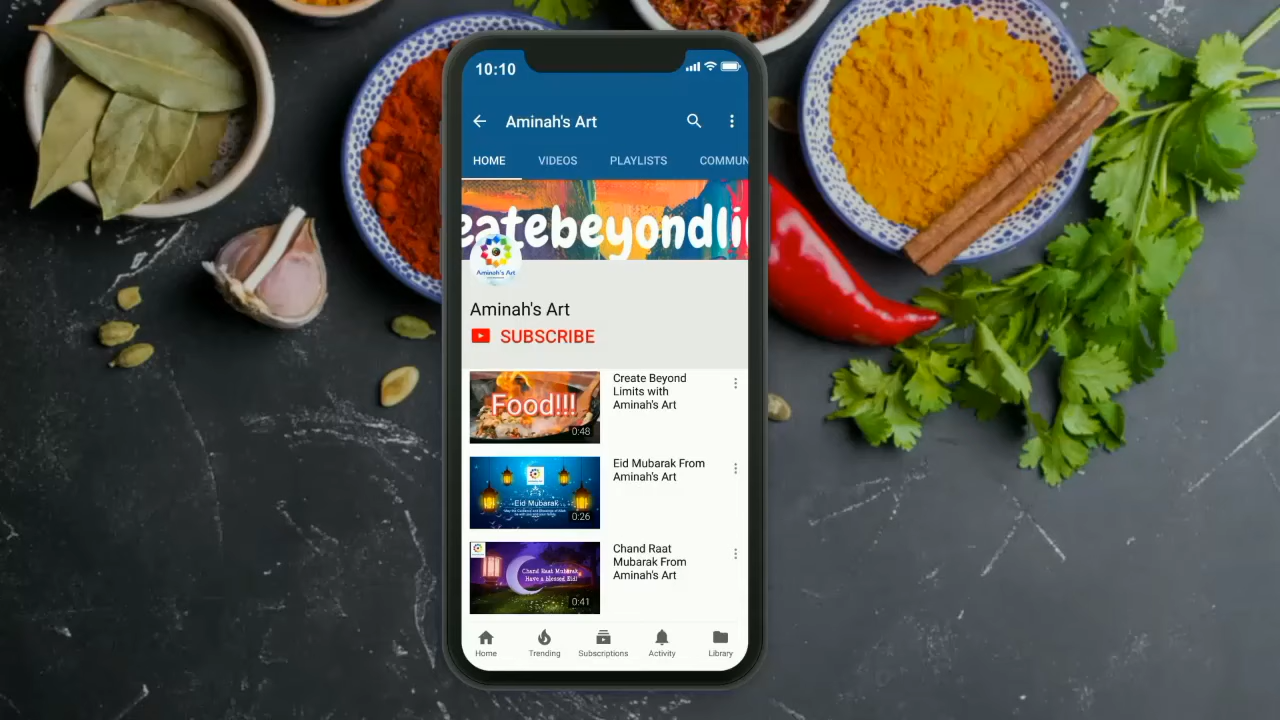 10:10
Aminah's Art
HOME VIDEOS PLAYLISTS COMMUN
eatebeyondli
Aminah's Art
Aminah's Art
SUBSCRIBE
Food!!!
0:48
Create Beyond
Limits with
Aminah's Art
Eid Mubarak
0:26
Eid Mubarak From
Aminah's Art
Chand Raat Mubarak
Have a blessed Eid!
0:41
Chand Raat
Mubarak From
Aminah's Art
Home Trending Subscriptions Activity Library